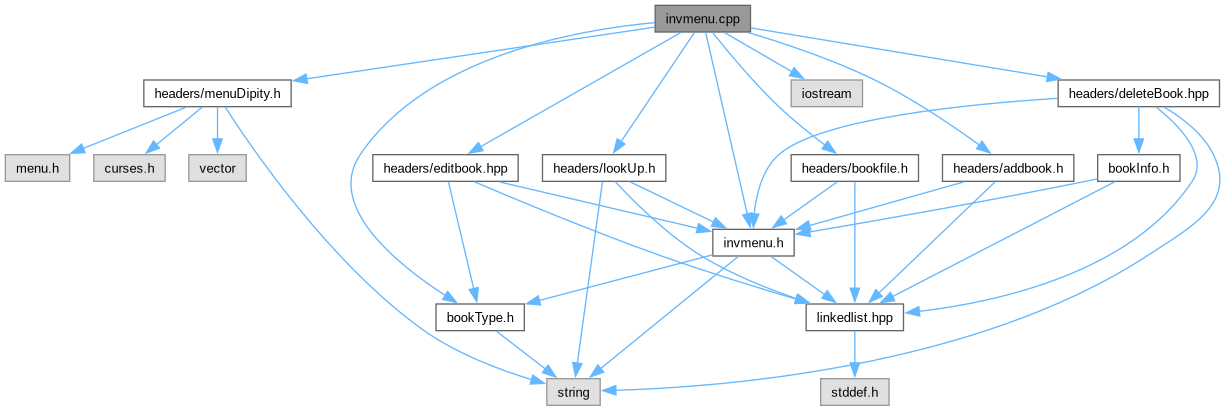 invmenu.cpp
headers/menuDipity.h
iostream
headers/deleteBook.hpp
menu.h
curses.h
vector
headers/editbook.hpp
headers/lookUp.h
headers/bookfile.h
headers/addbook.h
bookInfo.h
invmenu.h
bookType.h
linkedlist.hpp
string
stddef.h